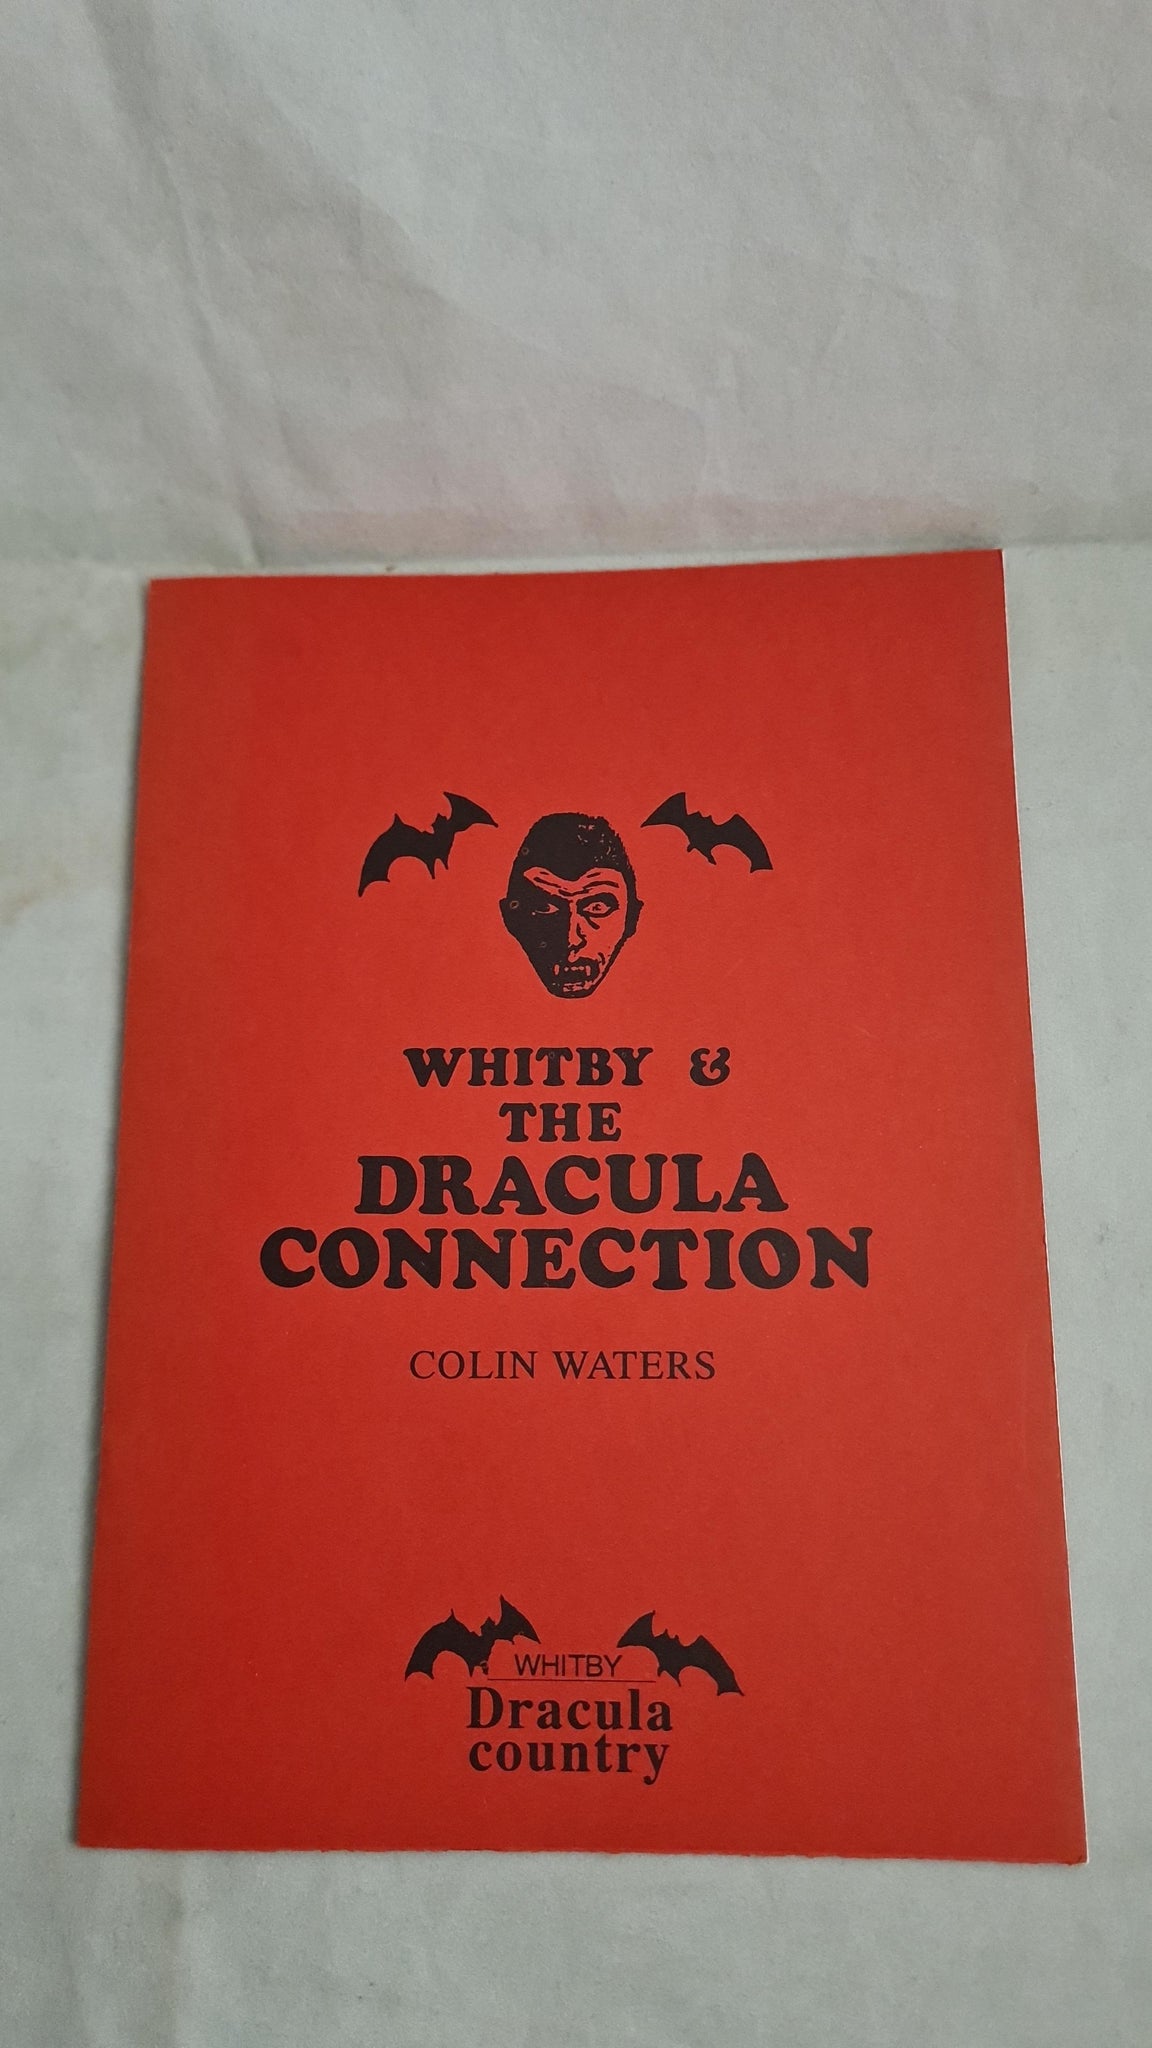 WHITBY &
THE
DRACULA
CONNECTION
COLIN WATERS
WHITBY
Dracula
country